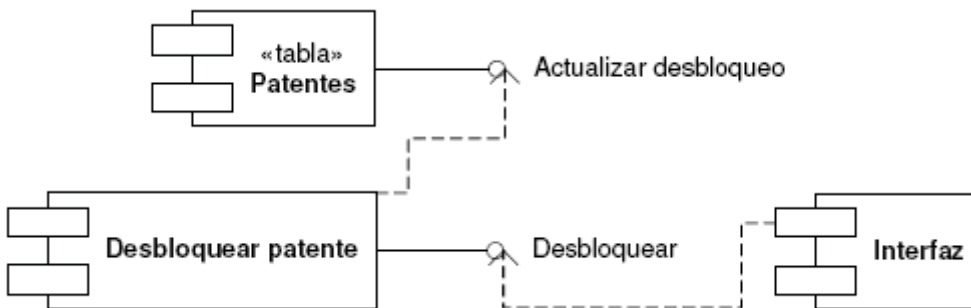 «tabla»
Patentes
Actualizar desbloqueo
Desbloquear patente
Desbloquear
Interfaz